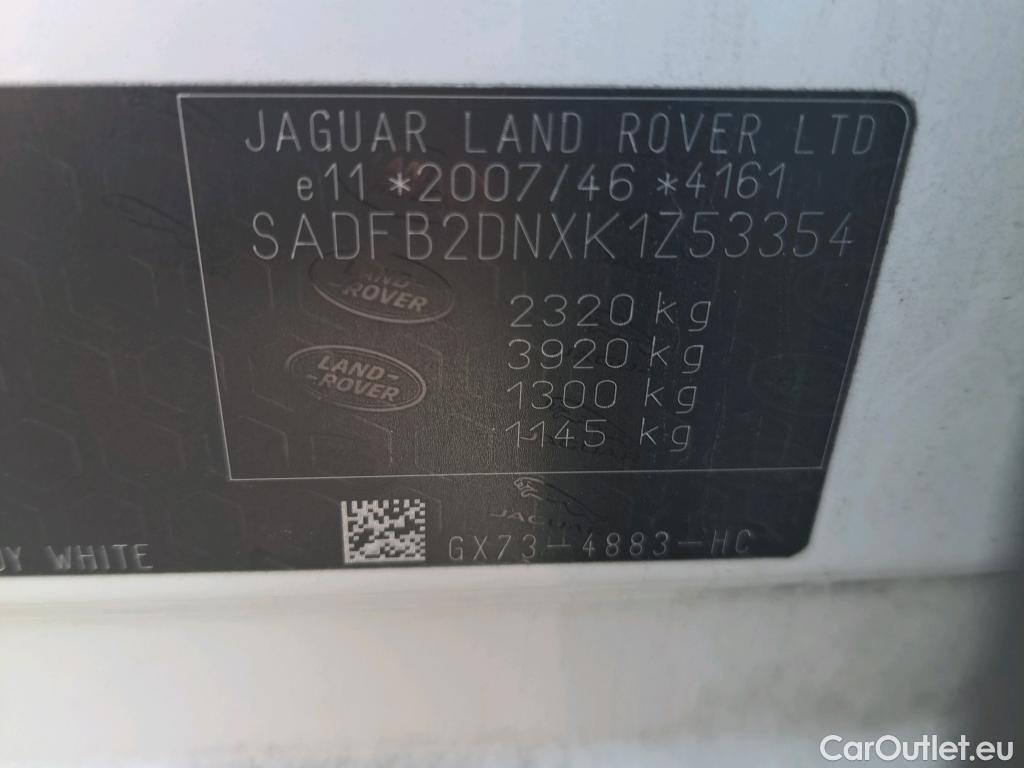 JAGUAR LAND ROVER LTD
e11 *2007/46 *4161
SADFB2DNXK1Z53354
LAND-
-ROVER
2320 kg
3920 kg
LAND-
-ROVER
1300 kg
1145 kg
JAGUAR
WHITE
GX73-4883-HC
CarOutlet.eu